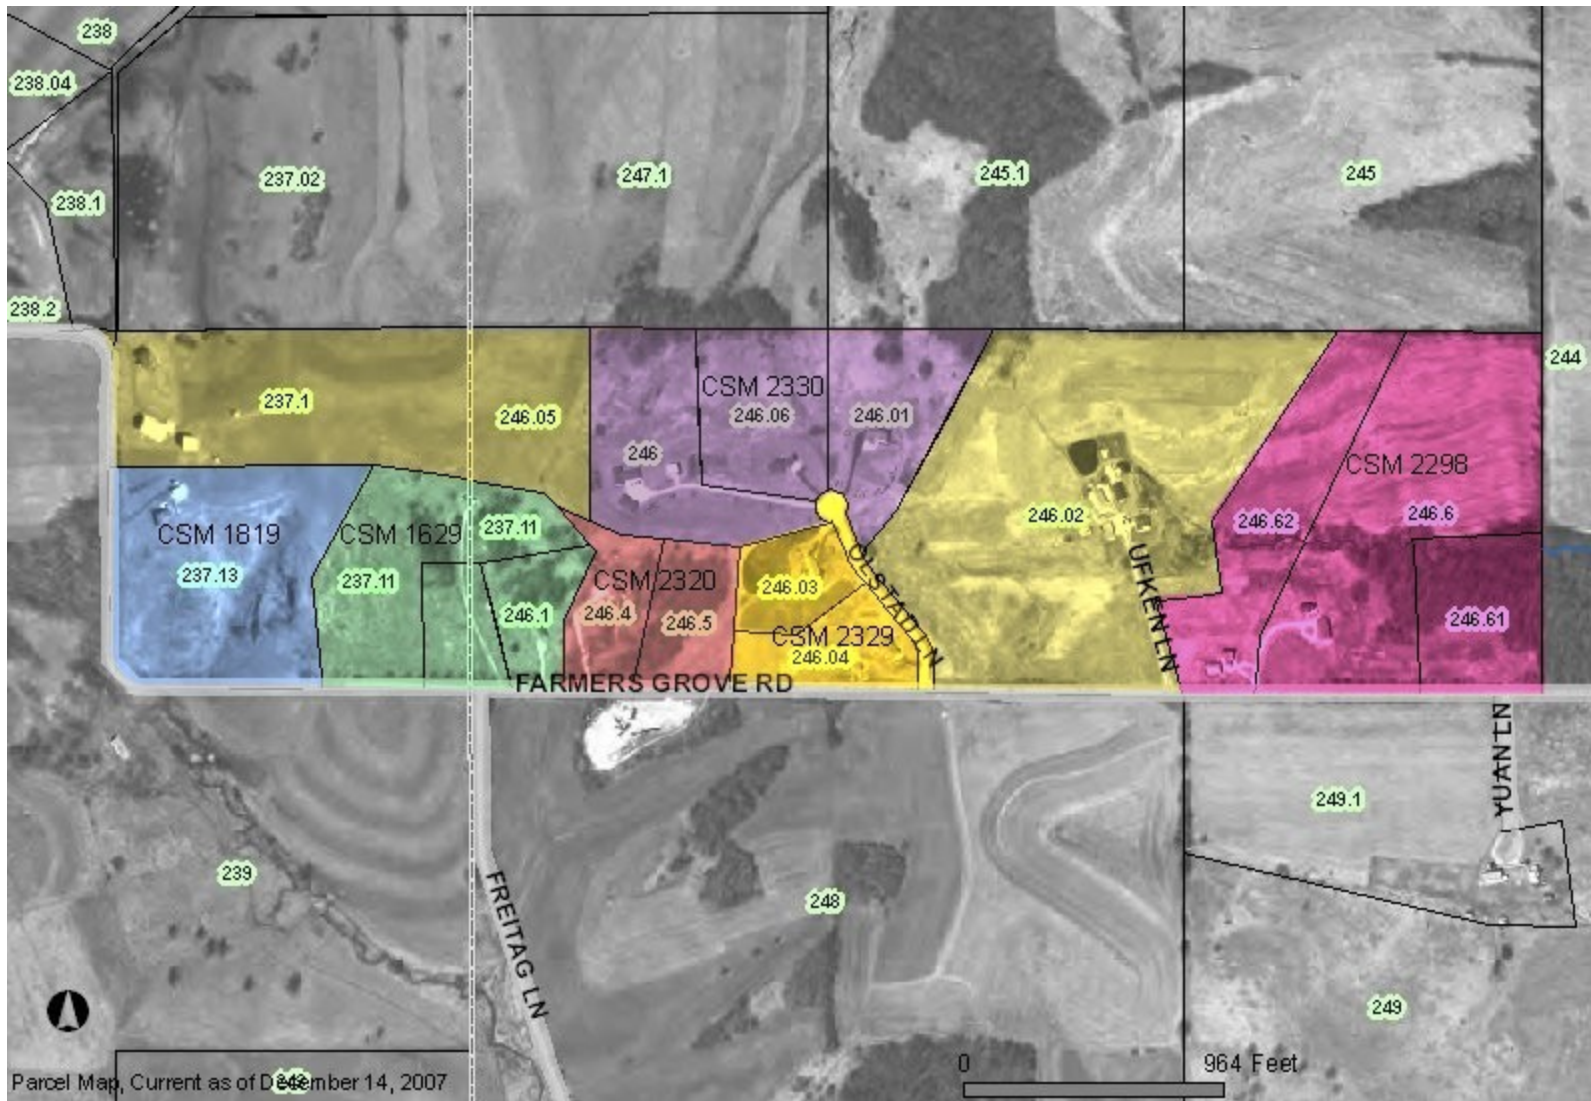 238
238.04
237.02
247.1
245.1
245
238.1
238.2
244
CSM 2330
237.1
246.05
246.06
246.01
246
CSM 2298
CSM 1819
CSM 1629
237.11
246.02
246.62
246.6
237.13
237.11
CSM 2320
246.03
OLSTAD LN
UFKEN LN
246.1
246.4
246.5
CSM 2329
246.04
246.61
FARMERS GROVE RD
YUAN LN
249.1
239
FREITAG LN
248
249
0
964 Feet
Parcel Map, Current as of December 14, 2007